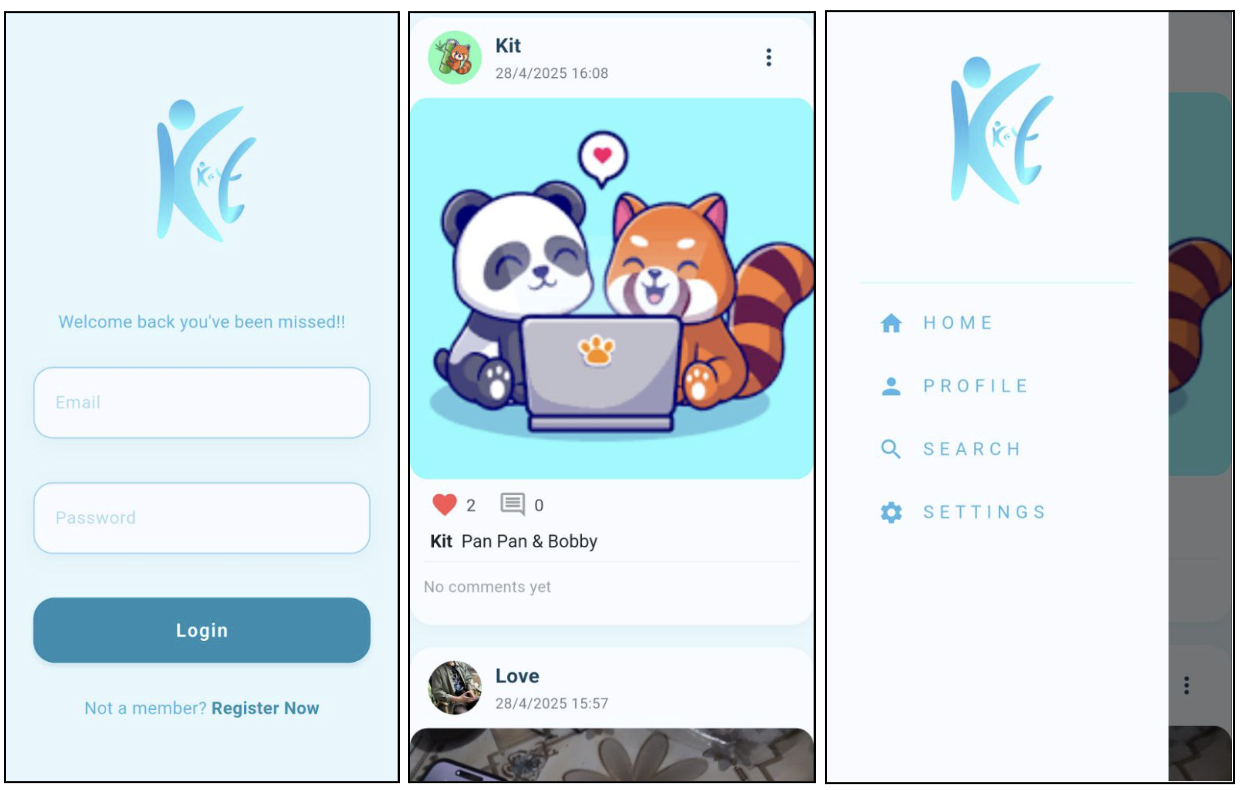 Kit
Welcome back you've been missed!!
Email
Password
Login
Not a member? Register Now
Kit
28/4/2025 16:08
2
0
Kit Pan Pan & Bobby
No comments yet
Love
28/4/2025 15:57
Kit
HOME
PROFILE
SEARCH
SETTINGS